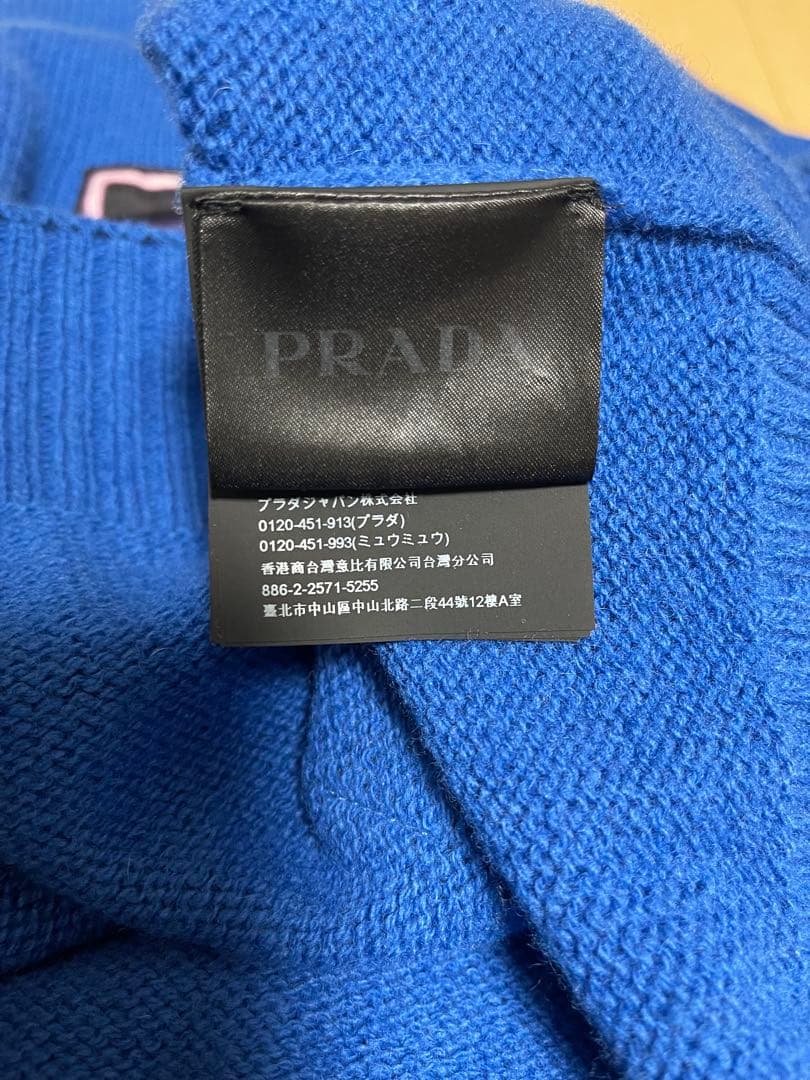 PRADA
プラダジャパン株式会社
0120-451-913(プラダ)
0120-451-993(ミュウミュウ)
香港商台灣意比有限公司台灣分公司
886-2-2571-5255
臺北市中山區中山北路二段44號12樓A室